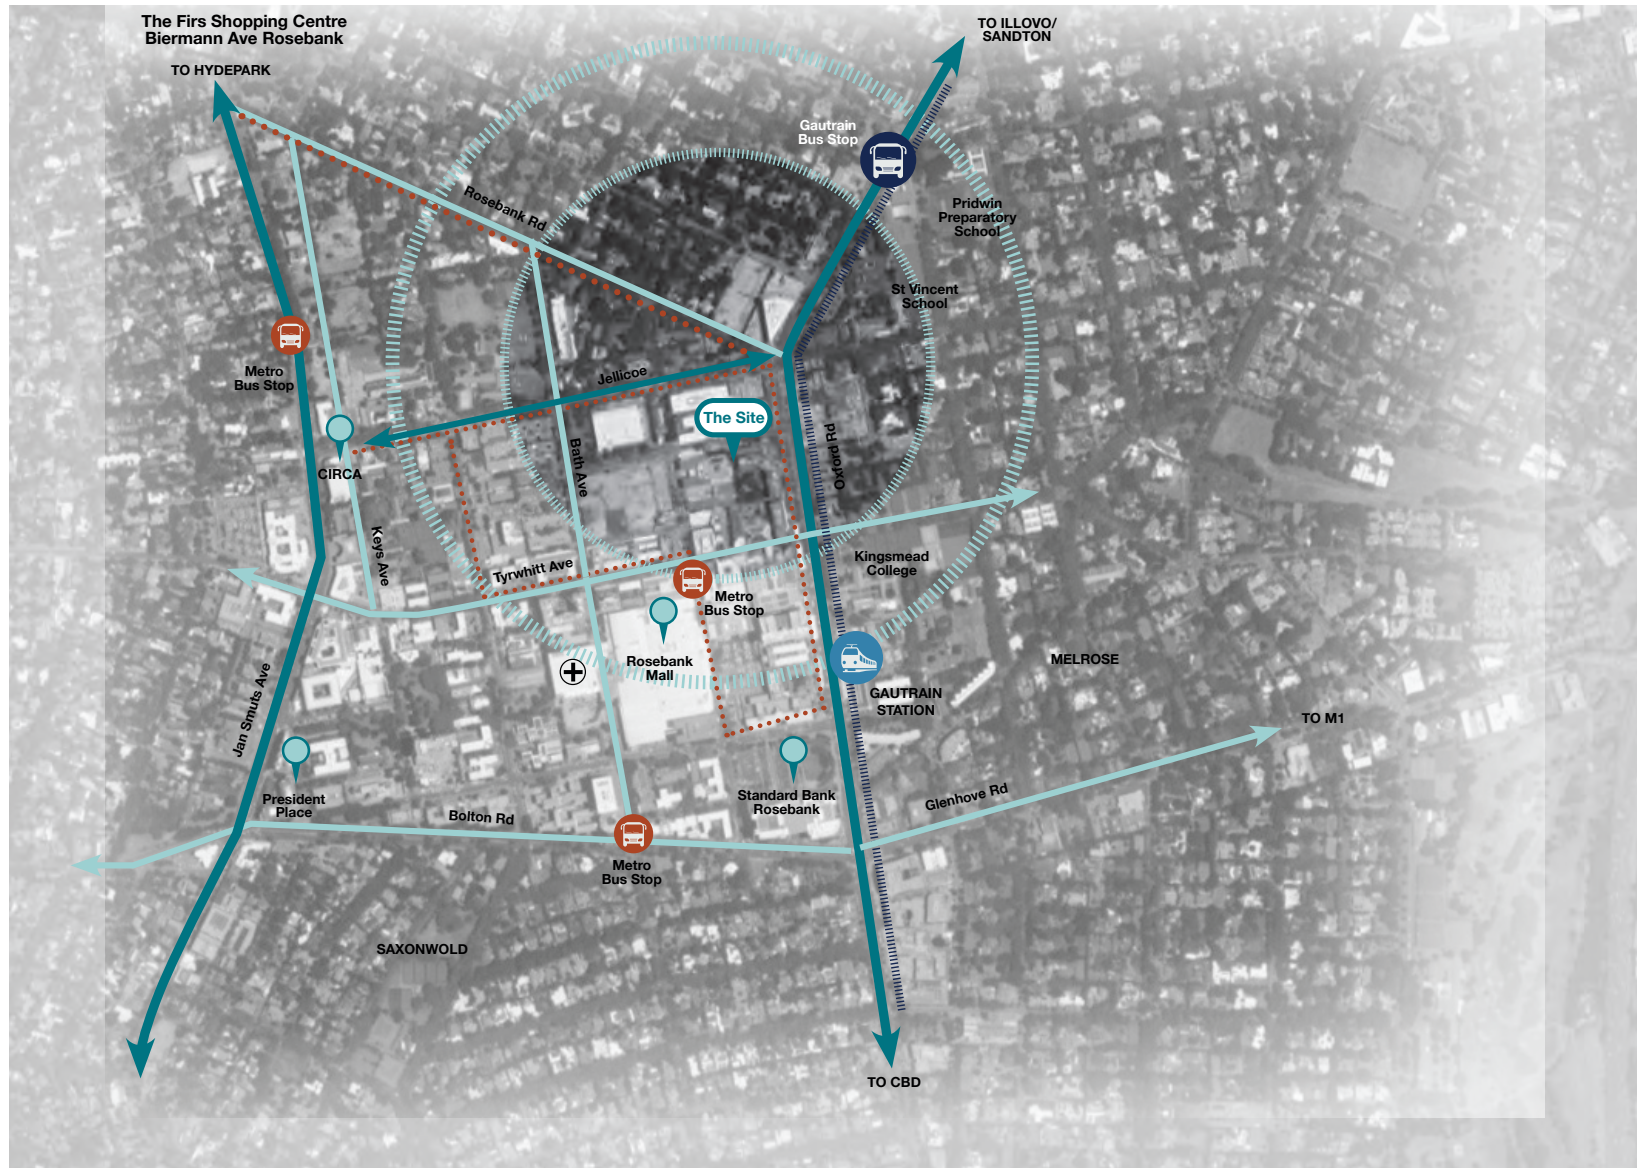 The Firs Shopping Centre
Biermann Ave Rosebank
TO HYDEPARK
TO ILLOVO/
SANDTON
Gautrain
Bus Stop
Rosebank Rd
Pridwin
Preparatory
School
St Vincent
School
Metro
Bus Stop
Jellicoe
The Site
CIRCA
Bath Ave
Oxford Rd
Keys Ave
Tyrwhitt Ave
Kingsmead
College
Metro
Bus Stop
Rosebank
Mall
MELROSE
GAUTRAIN
STATION
Jan Smuts Ave
TO M1
President
Place
Standard Bank
Rosebank
Glenhove Rd
Bolton Rd
Metro
Bus Stop
SAXONWOLD
TO CBD